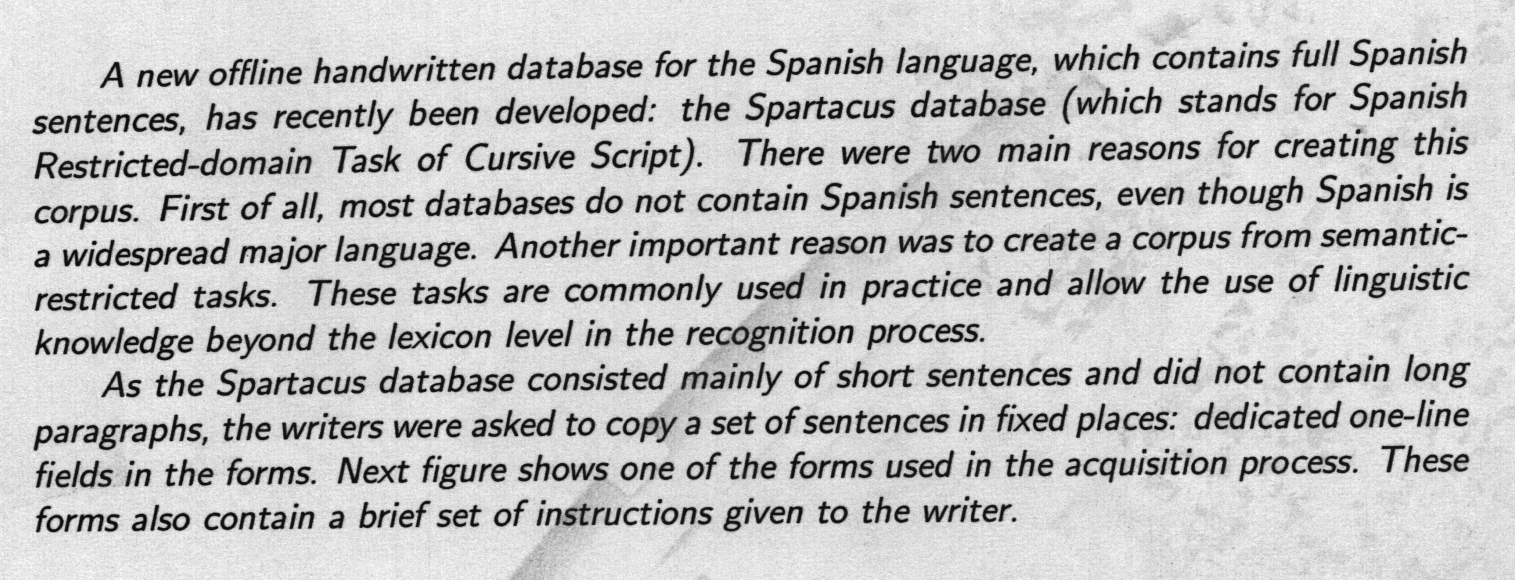 A new offline handwritten database for the Spanish language, which contains full Spanish
sentences, has recently been developed: the Spartacus database (which stands for Spanish
Restricted-domain Task of Cursive Script). There were two main reasons for creating this
corpus. First of all, most databases do not contain Spanish sentences, even though Spanish is
a widespread major language. Another important reason was to create a corpus from semantic-
restricted tasks. These tasks are commonly used in practice and allow the use of linguistic
knowledge beyond the lexicon level in the recognition process.
As the Spartacus database consisted mainly of short sentences and did not contain long
paragraphs, the writers were asked to copy a set of sentences in fixed places: dedicated one-line
fields in the forms. Next figure shows one of the forms used in the acquisition process. These
forms also contain a brief set of instructions given to the writer.